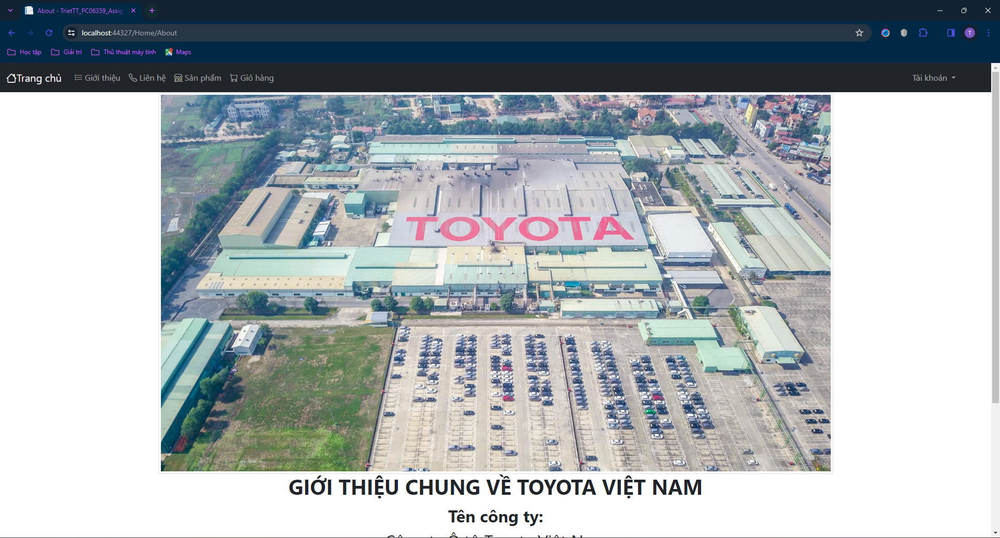 About - TrietTT_PC06359_Assig
localhost:44327/Home/About
T
Học tập Giải trí Thủ thuật máy tính Maps
Trang chủ Giới thiệu Liên hệ Sản phẩm Giỏ hàng Tài khoản
TOYOTA
GIỚI THIỆU CHUNG VỀ TOYOTA VIỆT NAM
Tên công ty: